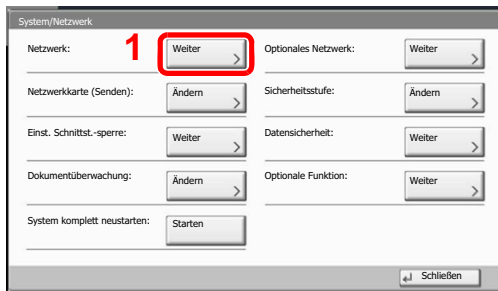 System/Netzwerk
Netzwerk: 1 Weiter Optionales Netzwerk: Weiter
Netzwerkkarte (Senden): Ändern Sicherheitsstufe: Ändern
Einst. Schnittst.-sperre: Weiter Datensicherheit: Weiter
Dokumentüberwachung: Ändern Optionale Funktion: Weiter
System komplett neustarten: Starten
Schließen